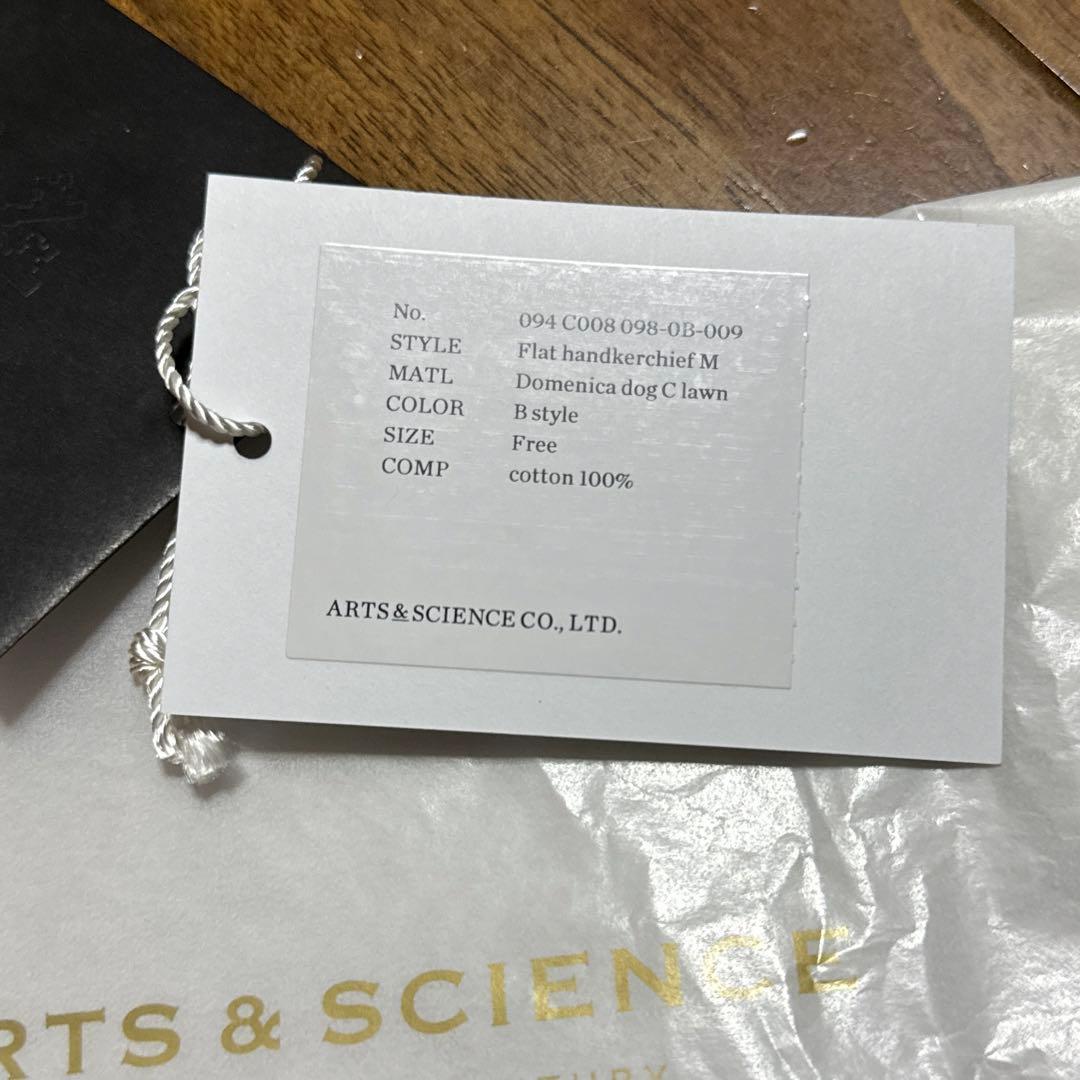 No. 094 C008 098-0B-009
STYLE Flat handkerchief M
MATL Domenica dog C lawn
COLOR B style
SIZE Free
COMP cotton 100%
ARTS & SCIENCE CO., LTD.
RTS & SCIENCE